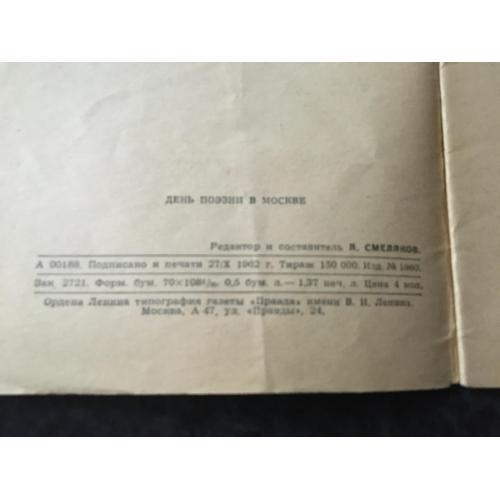 ДЕНЬ ПОЭЗИИ В МОСКВЕ
Редактор и составитель Я. СМЕЛЯКОВ.
А 00188. Подписано к печати 27/X 1962 г. Тираж 150 000. Изд. №
Зак. 2721. Форм. бум. 70×108¹/₃₂. 0,5 бум. л.— 1,37 печ. л. Цена 4 коп.
Ордена Ленина типография газеты «Правда» имени В. И. Ленина.
Москва, А-47, ул. «Правды», 24.